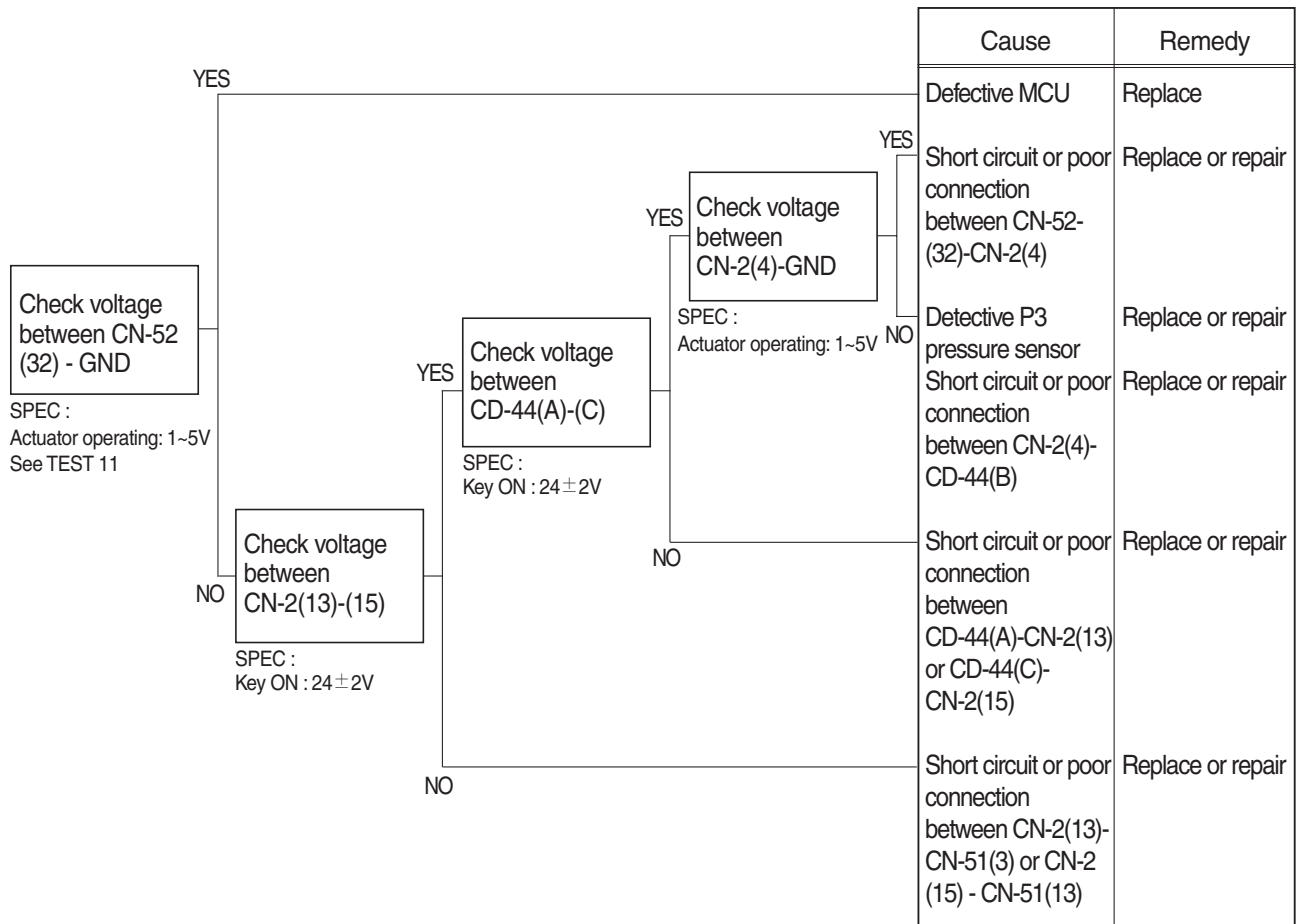 Cause
Remedy
YES
Defective MCU
Replace
YES
Short circuit or poor
connection
between CN-52-
(32)-CN-2(4)
Replace or repair
YES
Check voltage
between
CN-2(4)-GND
SPEC :
Actuator operating: 1~5V
NO
Detective P3
pressure sensor
Replace or repair
Short circuit or poor
connection
between CN-2(4)-
CD-44(B)
Replace or repair
Check voltage
between CN-52
(32) - GND
SPEC :
Actuator operating: 1~5V
See TEST 11
YES
Check voltage
between
CD-44(A)-(C)
SPEC :
Key ON : 24±2V
NO
Short circuit or poor
connection
between
CD-44(A)-CN-2(13)
or CD-44(C)-
CN-2(15)
Replace or repair
NO
Check voltage
between
CN-2(13)-(15)
SPEC :
Key ON : 24±2V
NO
Short circuit or poor
connection
between CN-2(13)-
CN-51(3) or CN-2
(15) - CN-51(13)
Replace or repair